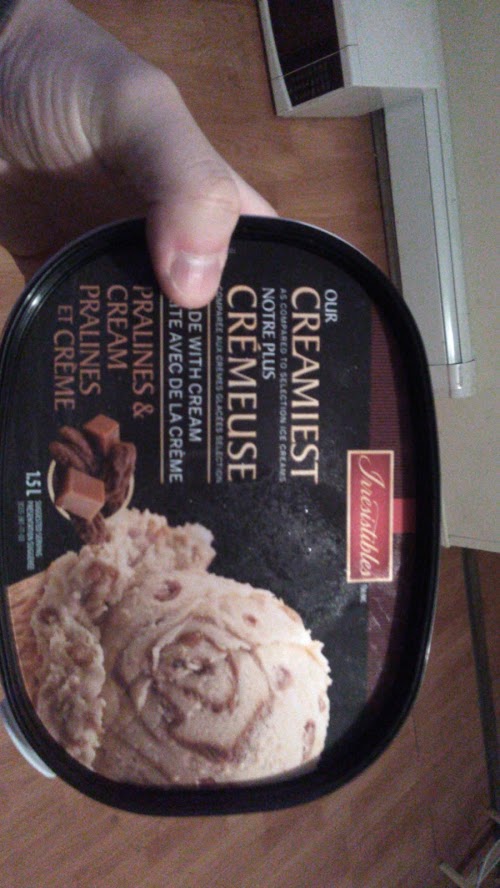 Irresistibles
OUR
CREAMIEST
AS COMPARED TO SELECTION ICE CREAMS
NOTRE PLUS
CRÉMEUSE
COMPARÉE AUX CRÈMES GLACÉES SELECTION
DE WITH CREAM
TE AVEC DE LA CRÈME
PRALINES &
CREAM
PRALINES
ET CRÈME
1.5 L